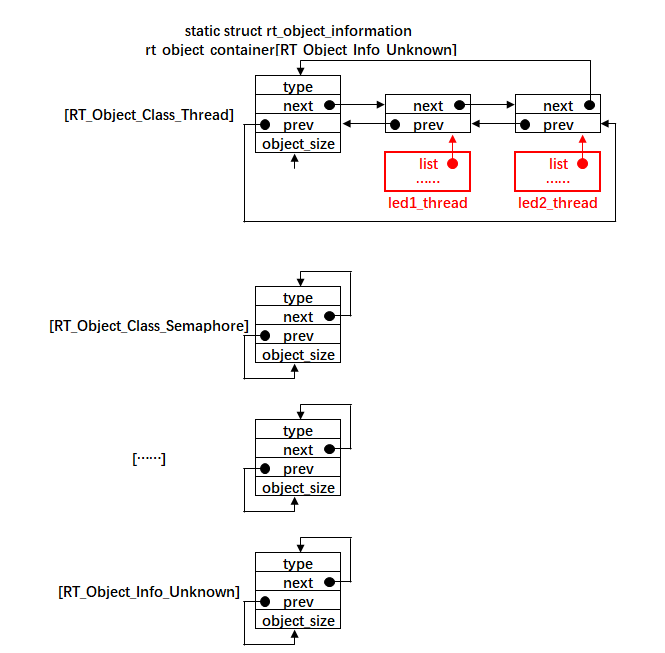 static struct rt_object_information
rt_object_container[RT_Object_Info_Unknown]
type
[RT_Object_Class_Thread]
next
next
next
prev
prev
prev
object_size
list
list
......
......
led1_thread
led2_thread
type
[RT_Object_Class_Semaphore]
next
prev
object_size
type
[......]
next
prev
object_size
type
[RT_Object_Info_Unknown]
next
prev
object_size